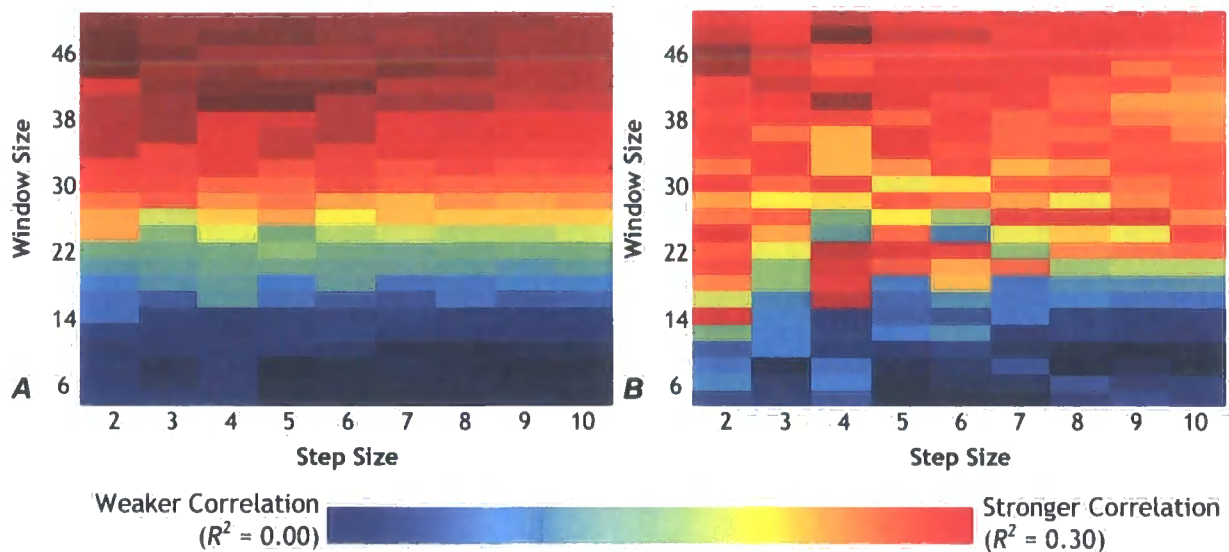 Window Size
46
38
30
22
14
6
A
2 3 4 5 6 7 8 9 10
Step Size
Window Size
46
38
30
22
14
6
B
2 3 4 5 6 7 8 9 10
Step Size
Weaker Correlation
(R² = 0.00)
Stronger Correlation
(R² = 0.30)